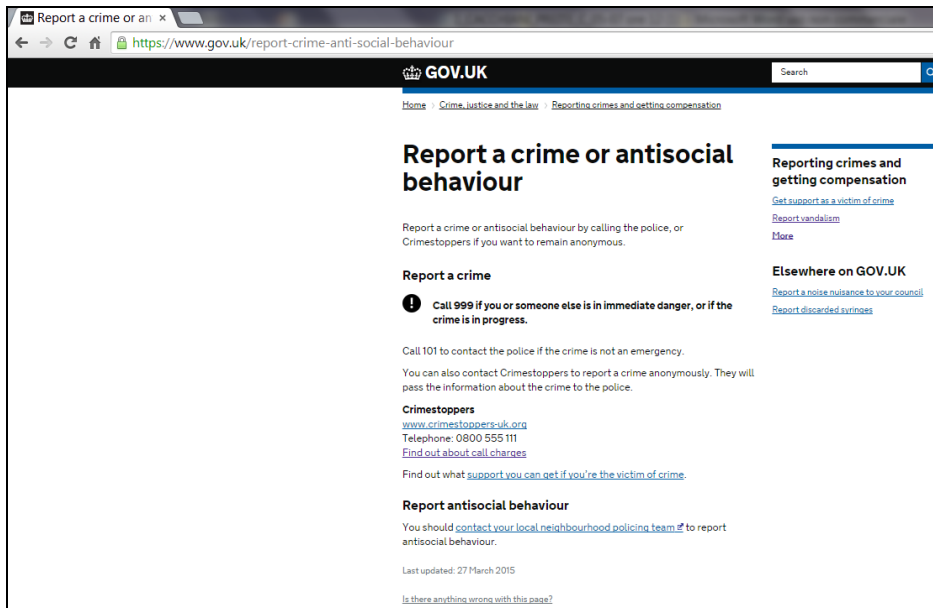 Report a crime or an
https://www.gov.uk/report-crime-anti-social-behaviour
GOV.UK
Search
Home Crime, justice and the law Reporting crimes and getting compensation
Report a crime or antisocial
behaviour
Report a crime or antisocial behaviour by calling the police, or
Crimestoppers if you want to remain anonymous.
Report a crime
Call 999 if you or someone else is in immediate danger, or if the
crime is in progress.
Call 101 to contact the police if the crime is not an emergency.
You can also contact Crimestoppers to report a crime anonymously. They will
pass the information about the crime to the police.
Crimestoppers
www.crimestoppers-uk.org
Telephone: 0800 555 111
Find out about call charges
Find out what support you can get if you're the victim of crime.
Report antisocial behaviour
You should contact your local neighbourhood policing team to report
antisocial behaviour.
Last updated: 27 March 2015
Is there anything wrong with this page?
Reporting crimes and
getting compensation
Get support as a victim of crime
Report vandalism
More
Elsewhere on GOV.UK
Report a noise nuisance to your council
Report discarded syringes